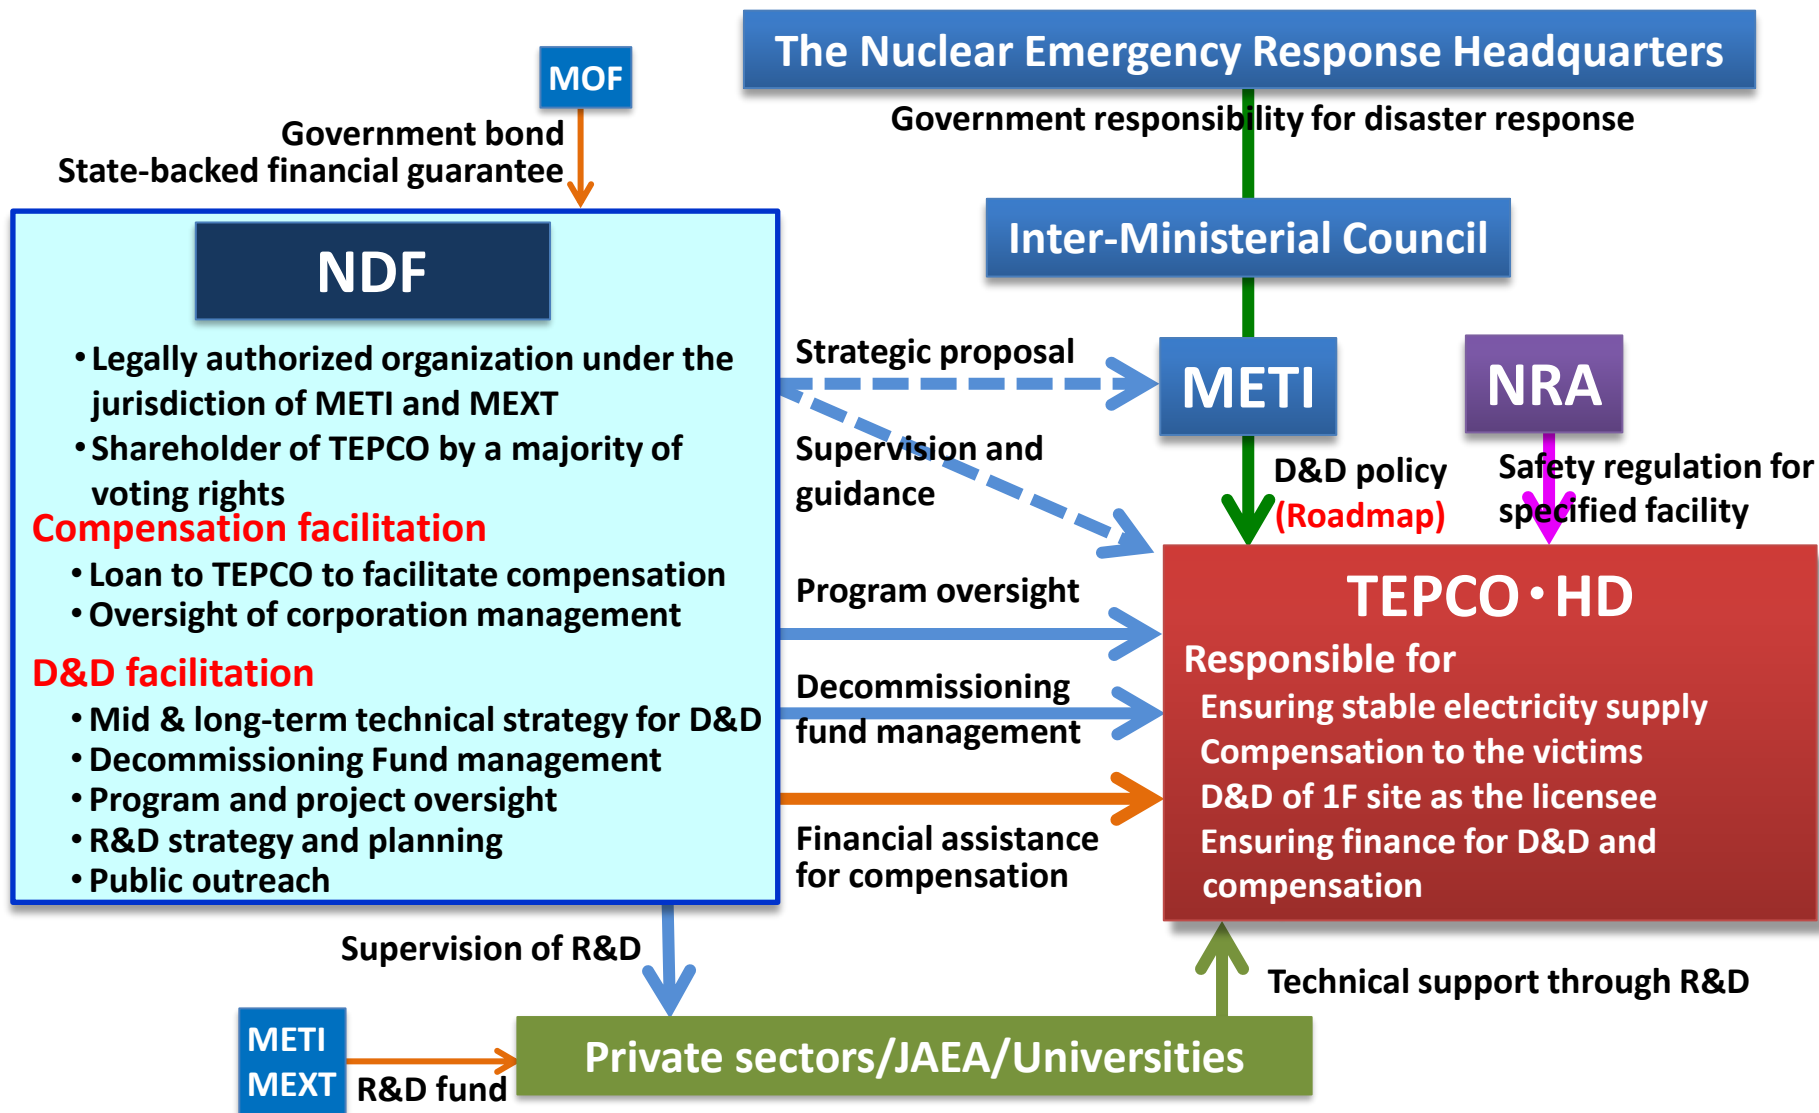 The Nuclear Emergency Response Headquarters
MOF
Government responsibility for disaster response
Government bond
State-backed financial guarantee
Inter-Ministerial Council
NDF
• Legally authorized organization under the
jurisdiction of METI and MEXT
• Shareholder of TEPCO by a majority of
voting rights
Compensation facilitation
• Loan to TEPCO to facilitate compensation
• Oversight of corporation management
D&D facilitation
• Mid & long-term technical strategy for D&D
• Decommissioning Fund management
• Program and project oversight
• R&D strategy and planning
• Public outreach
Strategic proposal
Supervision and
guidance
Program oversight
Decommissioning
fund management
Financial assistance
for compensation
METI
NRA
D&D policy
(Roadmap)
Safety regulation for
specified facility
TEPCO・HD
Responsible for
Ensuring stable electricity supply
Compensation to the victims
D&D of 1F site as the licensee
Ensuring finance for D&D and
compensation
Supervision of R&D
Technical support through R&D
METI
MEXT
R&D fund
Private sectors/JAEA/Universities